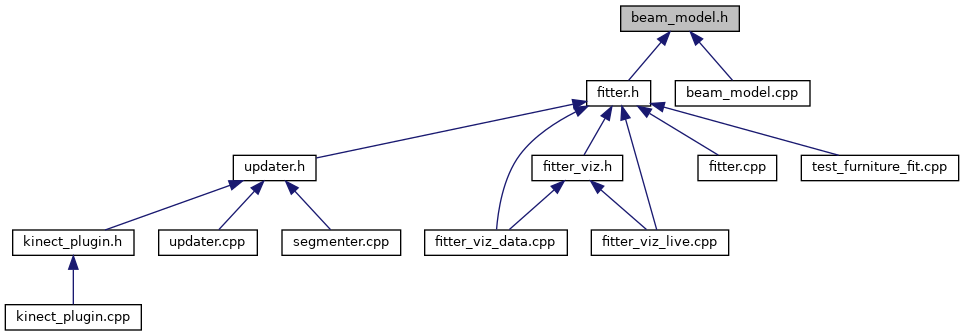 beam_model.h
fitter.h
beam_model.cpp
updater.h
fitter_viz.h
fitter.cpp
test_furniture_fit.cpp
kinect_plugin.h
updater.cpp
segmenter.cpp
fitter_viz_data.cpp
fitter_viz_live.cpp
kinect_plugin.cpp